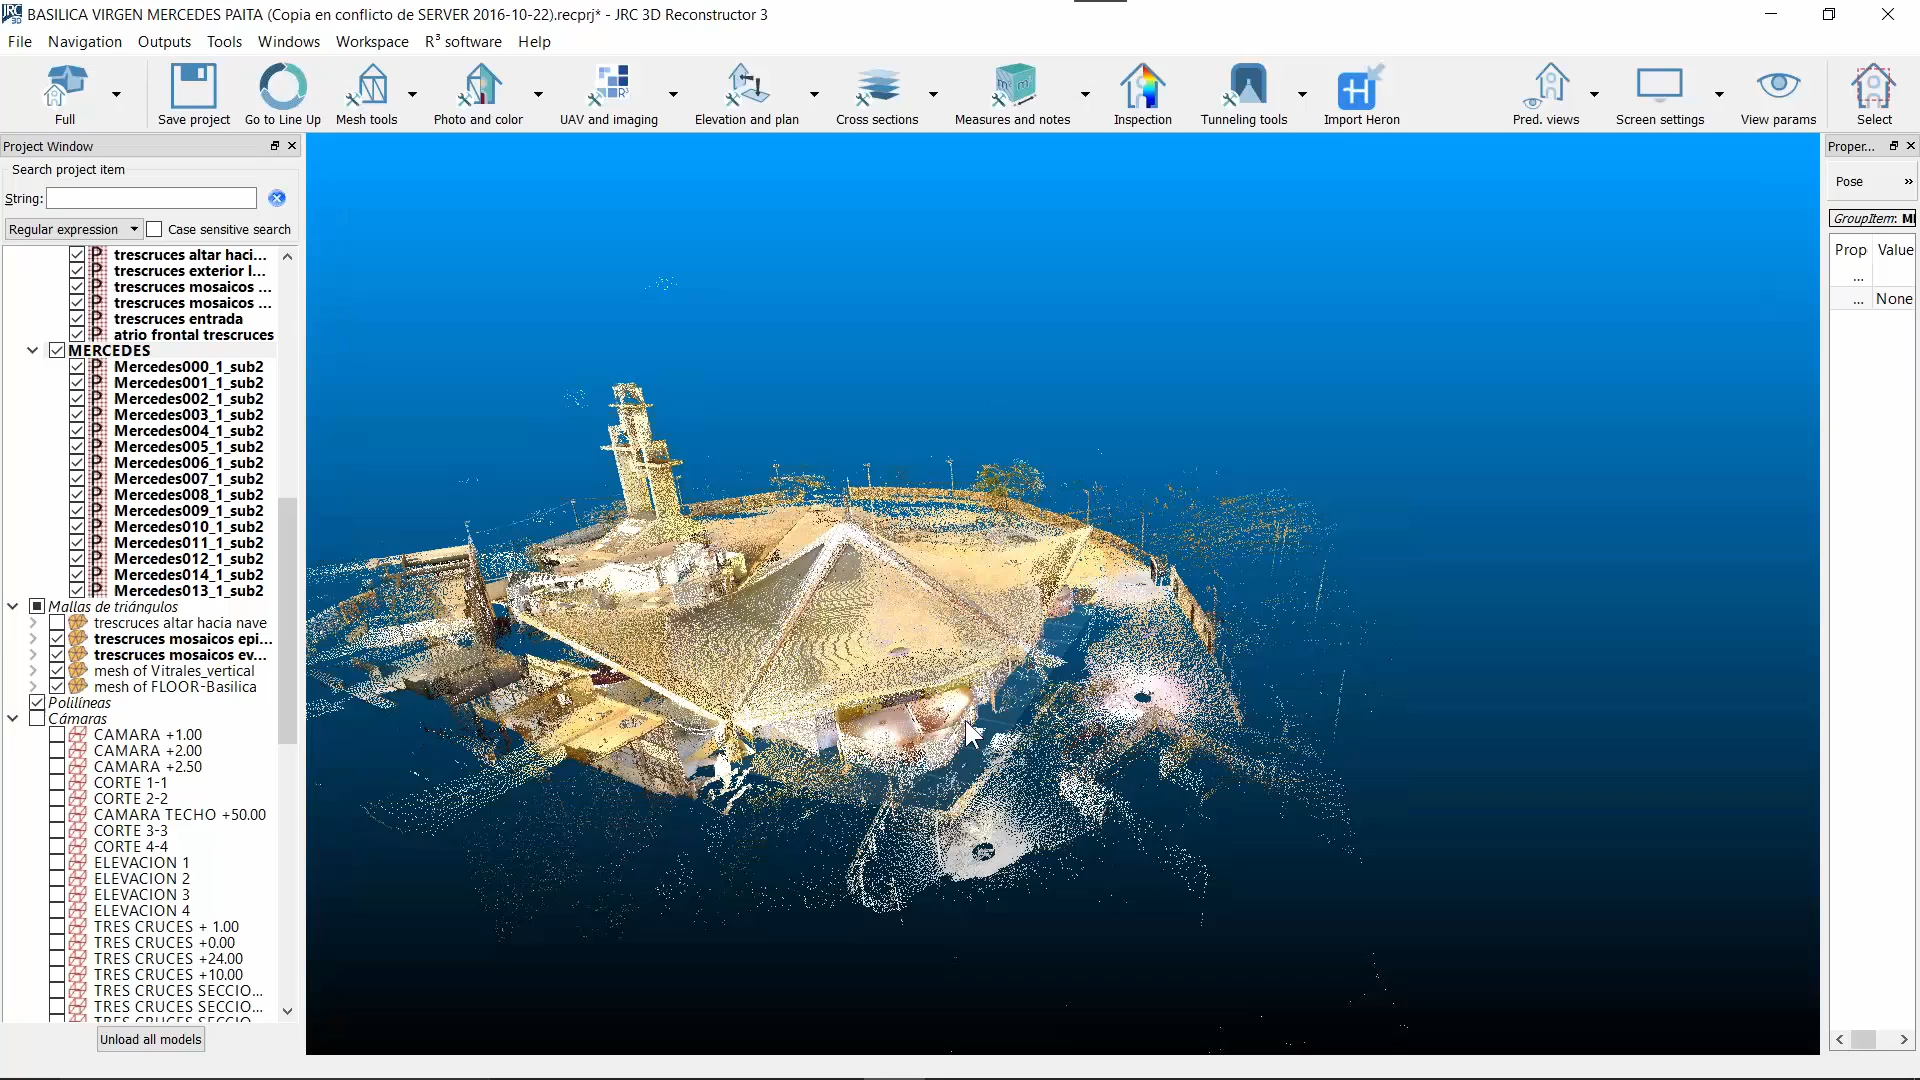 BASILICA VIRGEN MERCEDES PAITA (Copia en conflicto de SERVER 2016-10-22).recprj* - JRC 3D Reconstructor 3
File Navigation Outputs Tools Windows Workspace R³ software Help
Full Save project Go to Line Up Mesh tools Photo and color UAV and imaging Elevation and plan Cross sections Measures and notes Inspection Tunneling tools Import Heron Pred. views Screen settings View params Select
Project Window
Search project item
String:
Regular expression Case sensitive search
trescruces altar haci...
trescruces exterior l...
trescruces mosaicos ...
trescruces mosaicos ...
trescruces entrada
atrio frontal trescruces
MERCEDES
Mercedes000_1_sub2
Mercedes001_1_sub2
Mercedes002_1_sub2
Mercedes003_1_sub2
Mercedes004_1_sub2
Mercedes005_1_sub2
Mercedes006_1_sub2
Mercedes007_1_sub2
Mercedes008_1_sub2
Mercedes009_1_sub2
Mercedes010_1_sub2
Mercedes011_1_sub2
Mercedes012_1_sub2
Mercedes014_1_sub2
Mercedes013_1_sub2
Mallas de triángulos
trescruces altar hacia nave
trescruces mosaicos epi...
trescruces mosaicos ev...
mesh of Vitrales_vertical
mesh of FLOOR-Basilica
Polilíneas
Cámaras
CAMARA +1.00
CAMARA +2.00
CAMARA +2.50
CORTE 1-1
CORTE 2-2
CAMARA TECHO +50.00
CORTE 3-3
CORTE 4-4
ELEVACION 1
ELEVACION 2
ELEVACION 3
ELEVACION 4
TRES CRUCES + 1.00
TRES CRUCES +0.00
TRES CRUCES +24.00
TRES CRUCES +10.00
TRES CRUCES SECCIO...
TRES CRUCES SECCIO...
TRES CRUCES SECCIO...
Unload all models
Proper...
Pose »
GroupItem: M
Prop Value
...
... None